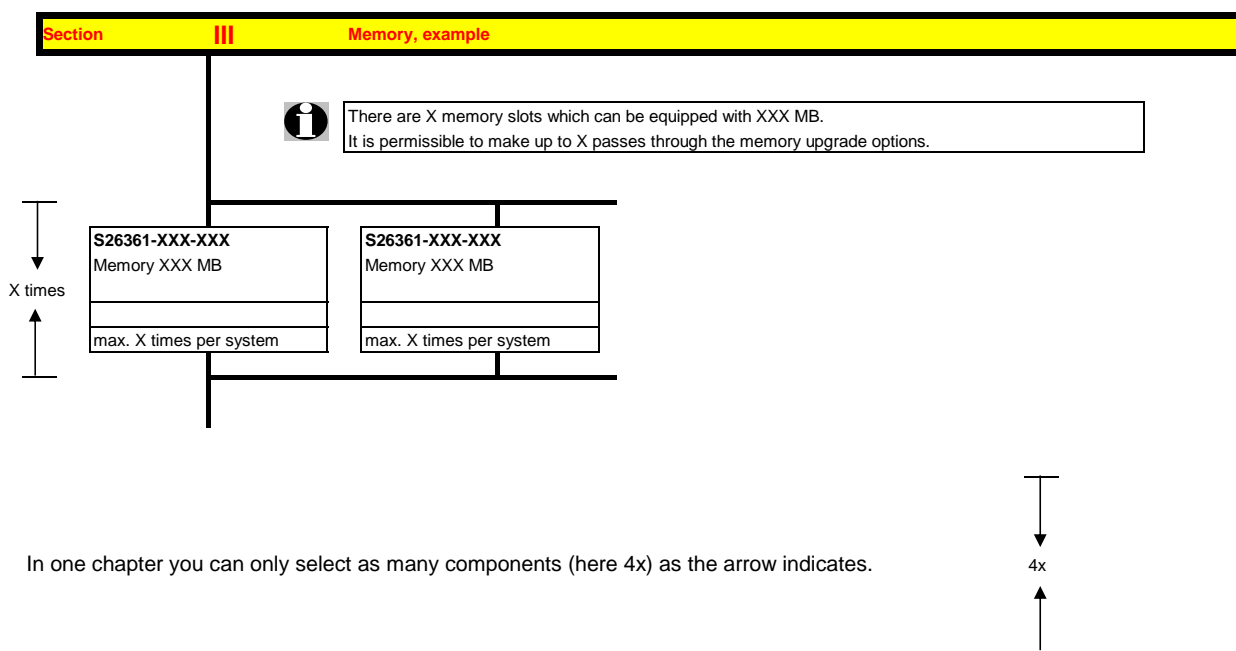 Section III Memory, example
There are X memory slots which can be equipped with XXX MB.
It is permissible to make up to X passes through the memory upgrade options.
S26361-XXX-XXX
Memory XXX MB
max. X times per system
S26361-XXX-XXX
Memory XXX MB
max. X times per system
X times
In one chapter you can only select as many components (here 4x) as the arrow indicates.
4x